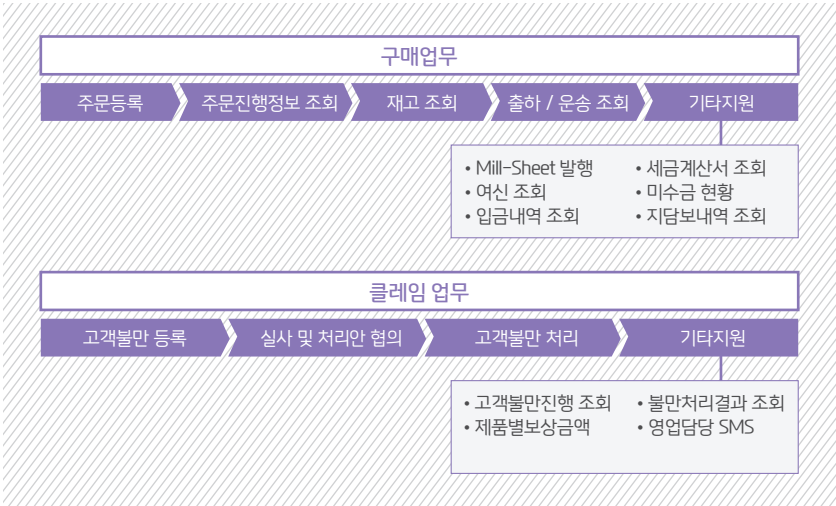 구매업무
주문등록
주문진행정보 조회
재고 조회
출하 / 운송 조회
기타지원
• Mill-Sheet 발행
• 여신 조회
• 입금내역 조회
• 세금계산서 조회
• 미수금 현황
• 지담보내역 조회
클레임 업무
고객불만 등록
실사 및 처리안 협의
고객불만 처리
기타지원
• 고객불만진행 조회
• 제품별보상금액
• 불만처리결과 조회
• 영업담당 SMS